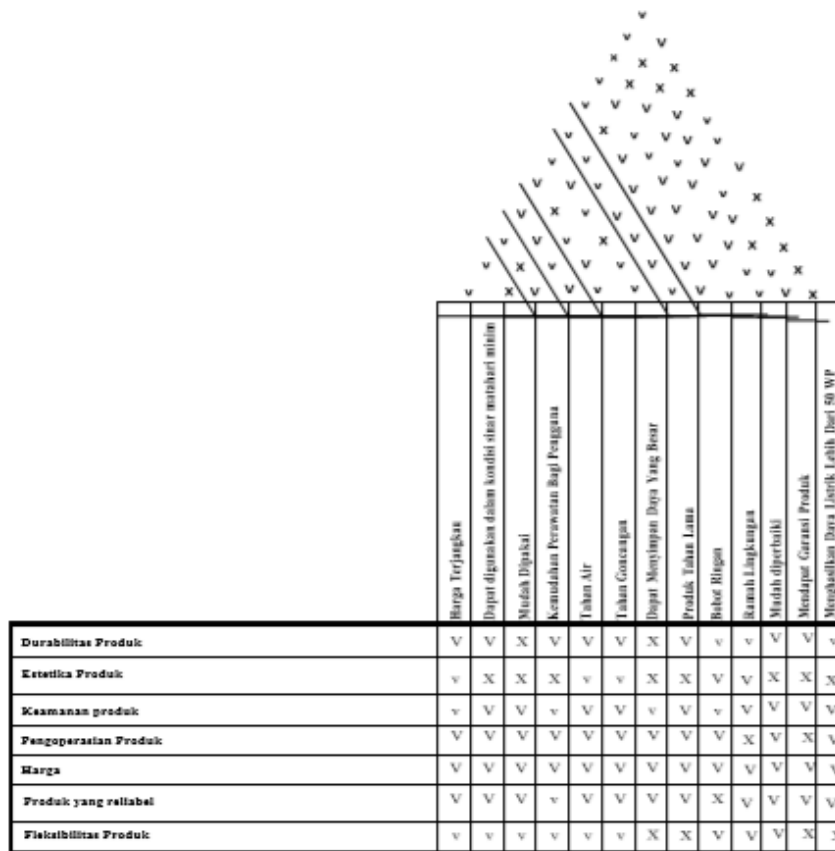 v
v V
x X X
v X X X
v V V V v
v x v V V V
v v v v v V V
V V v v V V v x
V x v v V V V V x
v V v x V V V V X X
v x V v v V V V v v x
v x V V v v v V v v V x
Harga Terjangkau
Dapat digunakan dalam kondisi sinar matahari minim
Mudah Dipakai
Kemudahan Perawatan Bagi Pengguna
Tahan Air
Tahan Goncangan
Dapat Menyimpan Daya Yang Besar
Produk Tahan Lama
Bobot Ringan
Ramah Lingkungan
Mudah diperbaiki
Mendapat Garansi Produk
Menghasilkan Daya Listrik Lebih Dari 50 WP
Durabilitas Produk V V X V V V X V v v V V v
Estetika Produk v X X X v v X X V V X X X
Keamanan produk v V V v V V v V v V V V V
Pengoperasian Produk V V V V V V V V V X V X V
Harga V V V V V V V V V V V V V
Produk yang reliabel V V V v V V V V X V V V V
Fleksibilitas Produk v v v v v v X X V V V X X